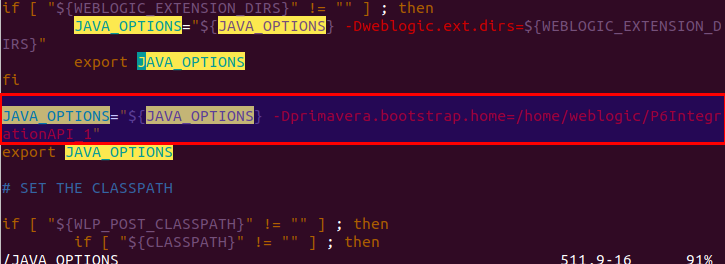 if [ "${WEBLOGIC_EXTENSION_DIRS}" != "" ] ; then
        JAVA_OPTIONS="${JAVA_OPTIONS} -Dweblogic.ext.dirs=${WEBLOGIC_EXTENSION_D
IRS}"
        export JAVA_OPTIONS
fi
JAVA_OPTIONS="${JAVA_OPTIONS} -Dprimavera.bootstrap.home=/home/weblogic/P6Integr
ationAPI_1"
export JAVA_OPTIONS
# SET THE CLASSPATH
if [ "${WLP_POST_CLASSPATH}" != "" ] ; then
        if [ "${CLASSPATH}" != "" ] ; then
/JAVA_OPTIONS 511,9-16 91%